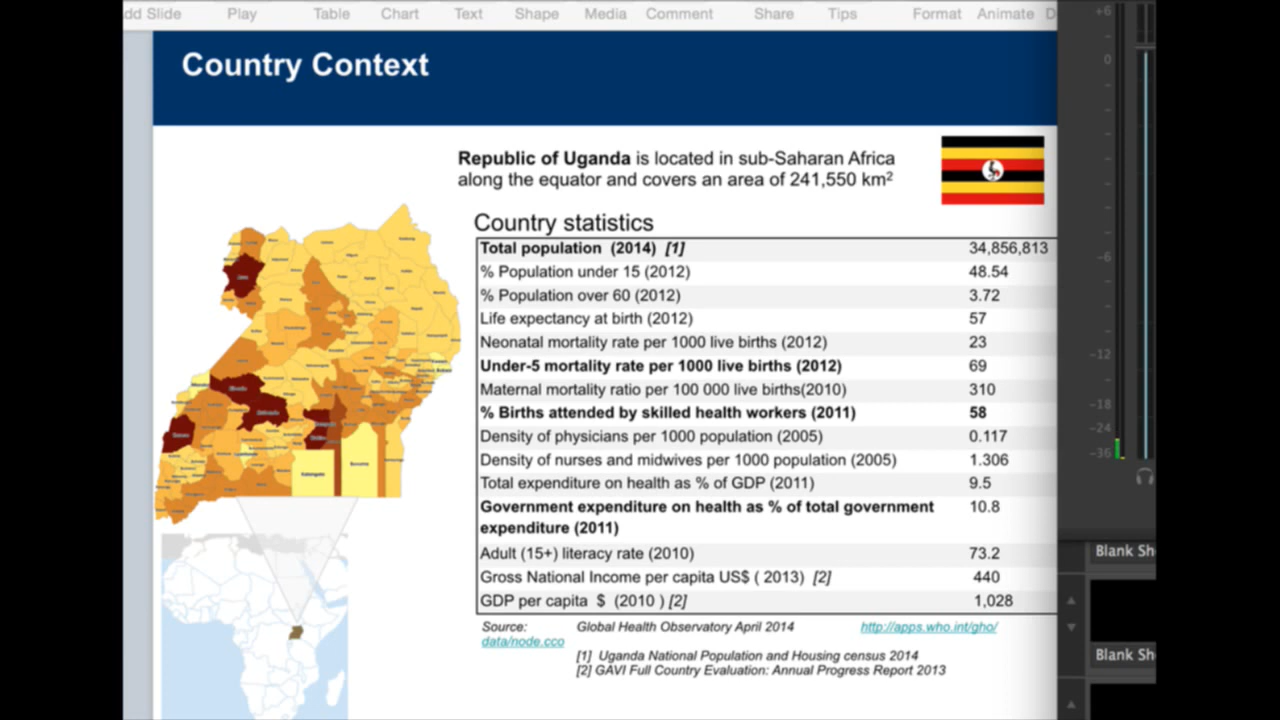 dd Slide Play Table Chart Text Shape Media Comment Share Tips Format Animate D
Country Context
Republic of Uganda is located in sub-Saharan Africa
along the equator and covers an area of 241,550 km²
Country statistics
Total population (2014) [1] 34,856,813
% Population under 15 (2012) 48.54
% Population over 60 (2012) 3.72
Life expectancy at birth (2012) 57
Neonatal mortality rate per 1000 live births (2012) 23
Under-5 mortality rate per 1000 live births (2012) 69
Maternal mortality ratio per 100 000 live births(2010) 310
% Births attended by skilled health workers (2011) 58
Density of physicians per 1000 population (2005) 0.117
Density of nurses and midwives per 1000 population (2005) 1.306
Total expenditure on health as % of GDP (2011) 9.5
Government expenditure on health as % of total government 10.8
expenditure (2011)
Adult (15+) literacy rate (2010) 73.2
Gross National Income per capita US$ ( 2013) [2] 440
GDP per capita $ (2010 ) [2] 1,028
Source: Global Health Observatory April 2014 http://apps.who.int/gho/
data/node.cco
[1] Uganda National Population and Housing census 2014
[2] GAVI Full Country Evaluation: Annual Progress Report 2013
+6
0
-6
-12
-18
-24
-36
Blank Sh
Blank Sh